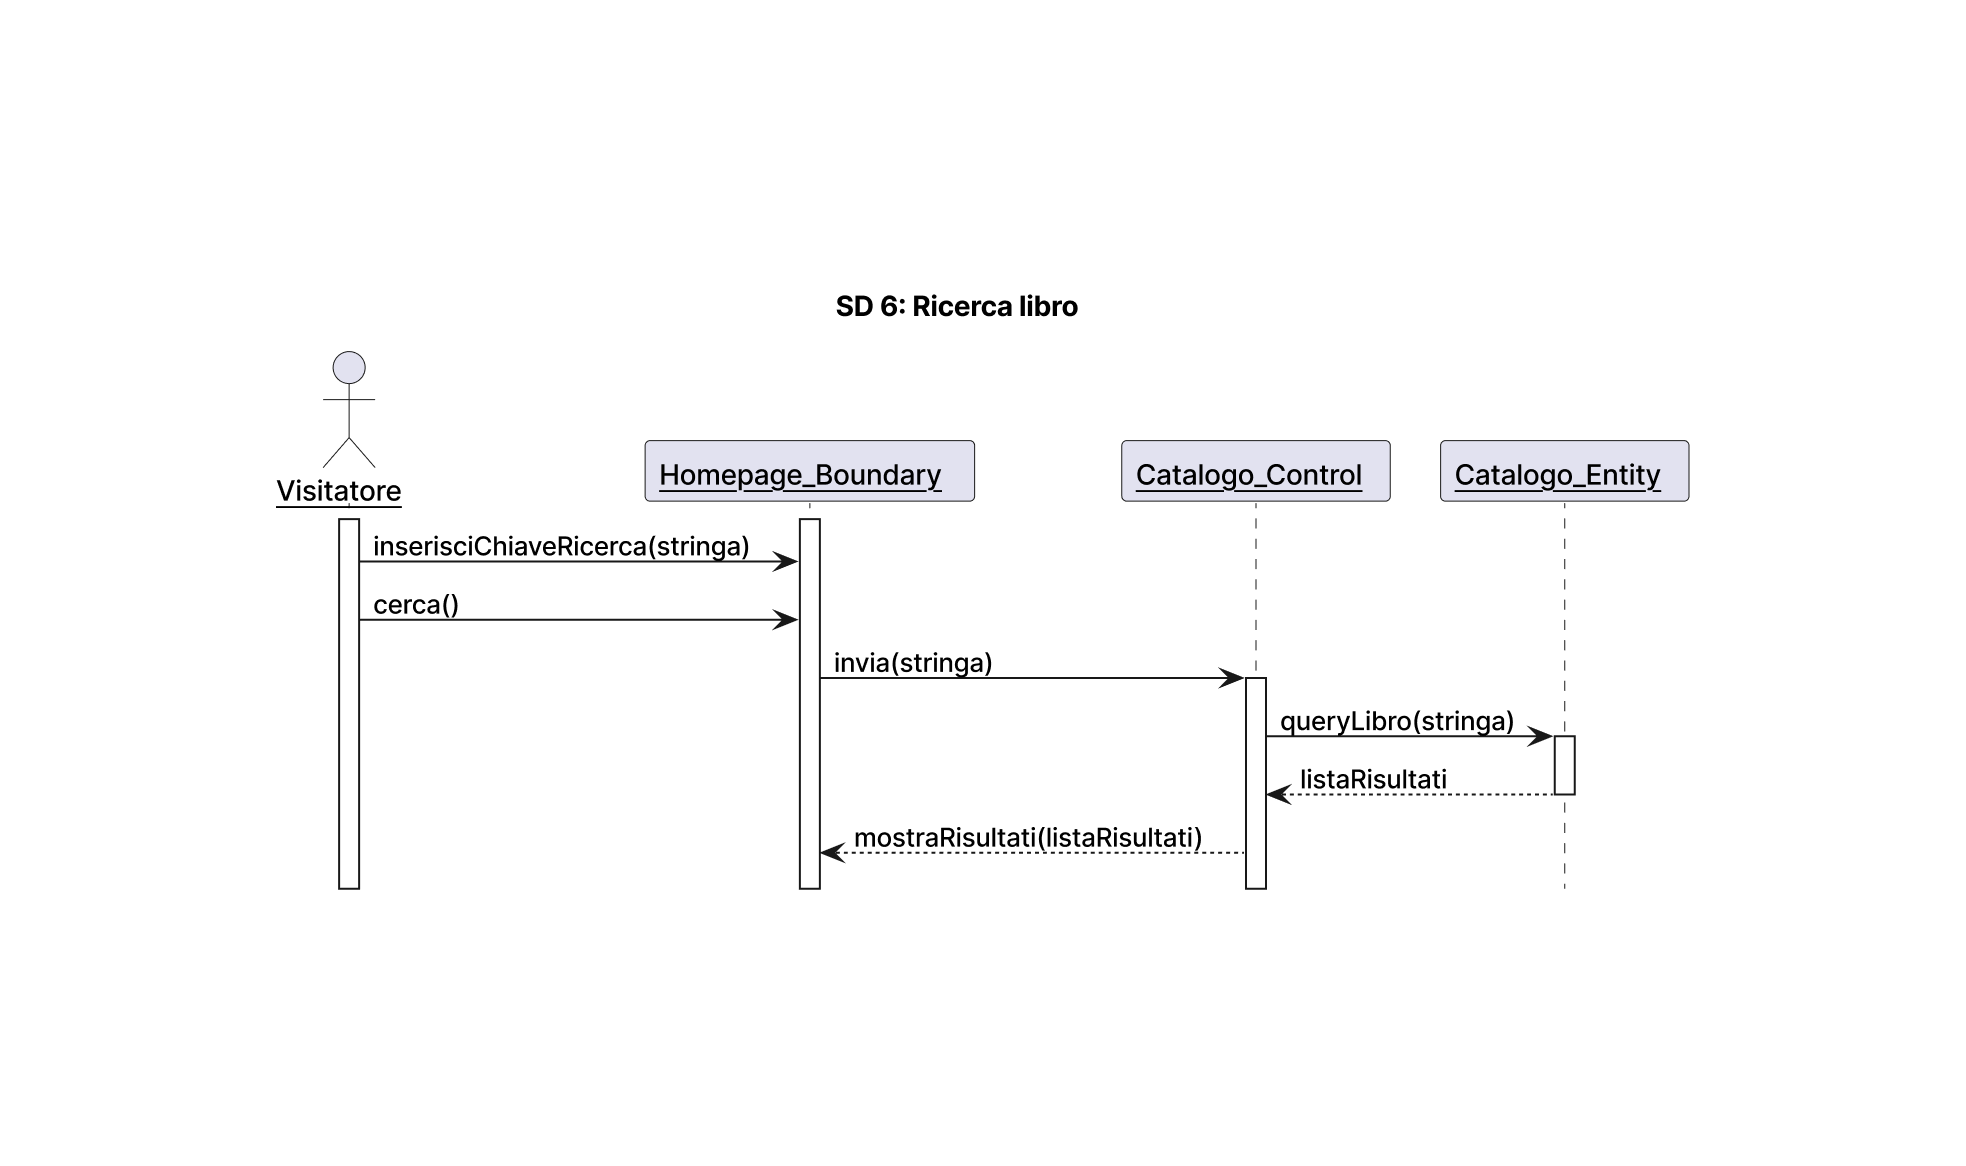 SD 6: Ricerca libro
Visitatore
Homepage_Boundary
Catalogo_Control
Catalogo_Entity
inserisciChiaveRicerca(stringa)
cerca()
invia(stringa)
queryLibro(stringa)
listaRisultati
mostraRisultati(listaRisultati)